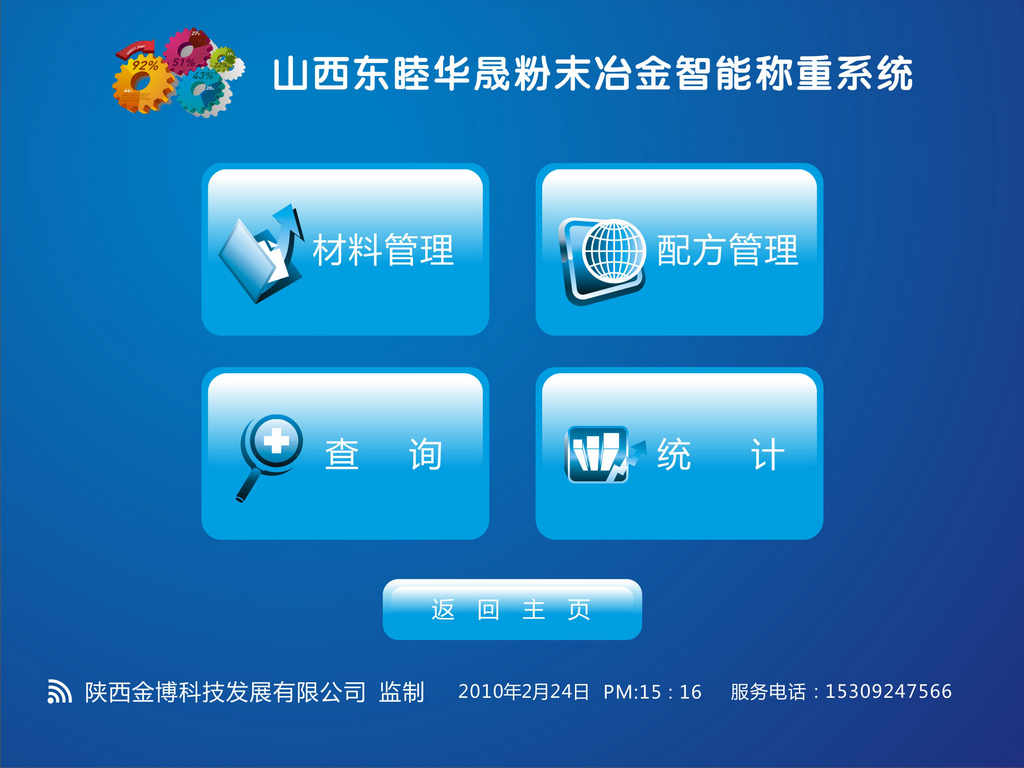 92%
51%
27%
43%
山西东睦华晟粉末冶金智能称重系统
材料管理
配方管理
查 询
统 计
返 回 主 页
陕西金博科技发展有限公司 监制 2010年2月24日 PM:15：16 服务电话：15309247566